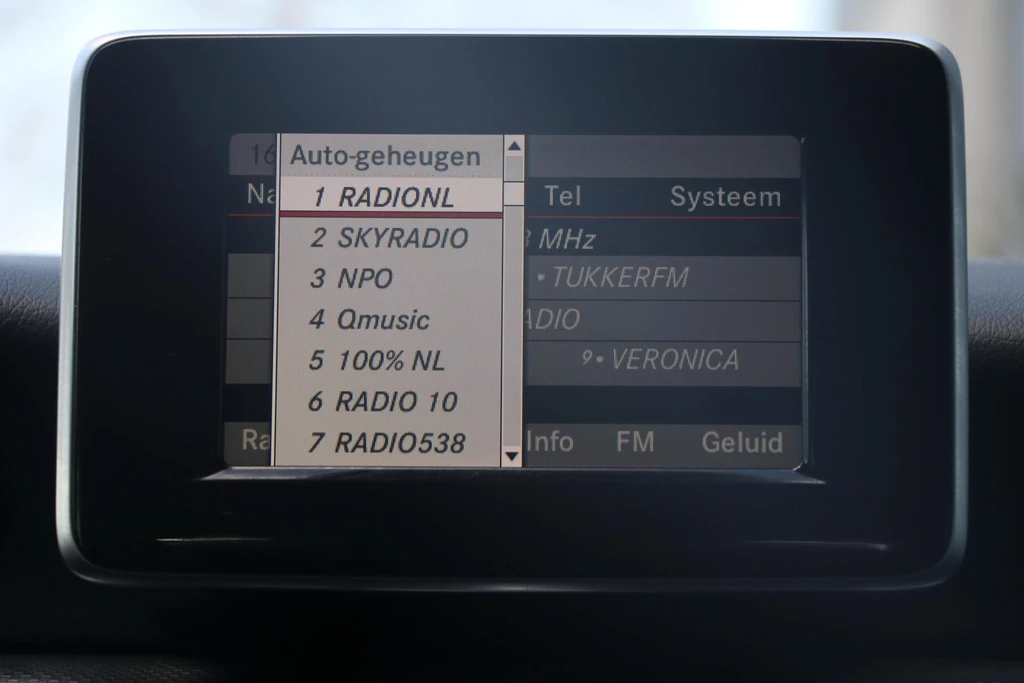 16 Auto-geheugen
1 RADIONL
Tel Systeem
2 SKYRADIO
MHz
3 NPO
• TUKKERFM
4 Qmusic
5 100% NL
9• VERONICA
6 RADIO 10
7 RADIO538
Info FM Geluid